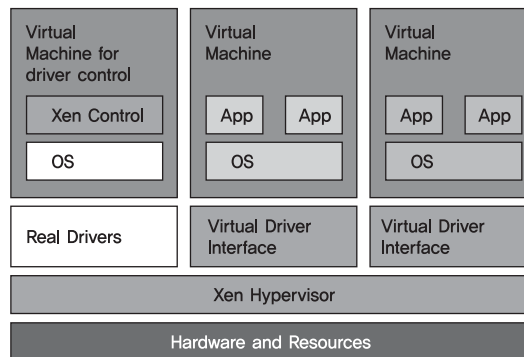 Virtual
Machine for
driver control
Xen Control
OS
Virtual
Machine
App
App
OS
Virtual
Machine
App
App
OS
Real Drivers
Virtual Driver
Interface
Virtual Driver
Interface
Xen Hypervisor
Hardware and Resources